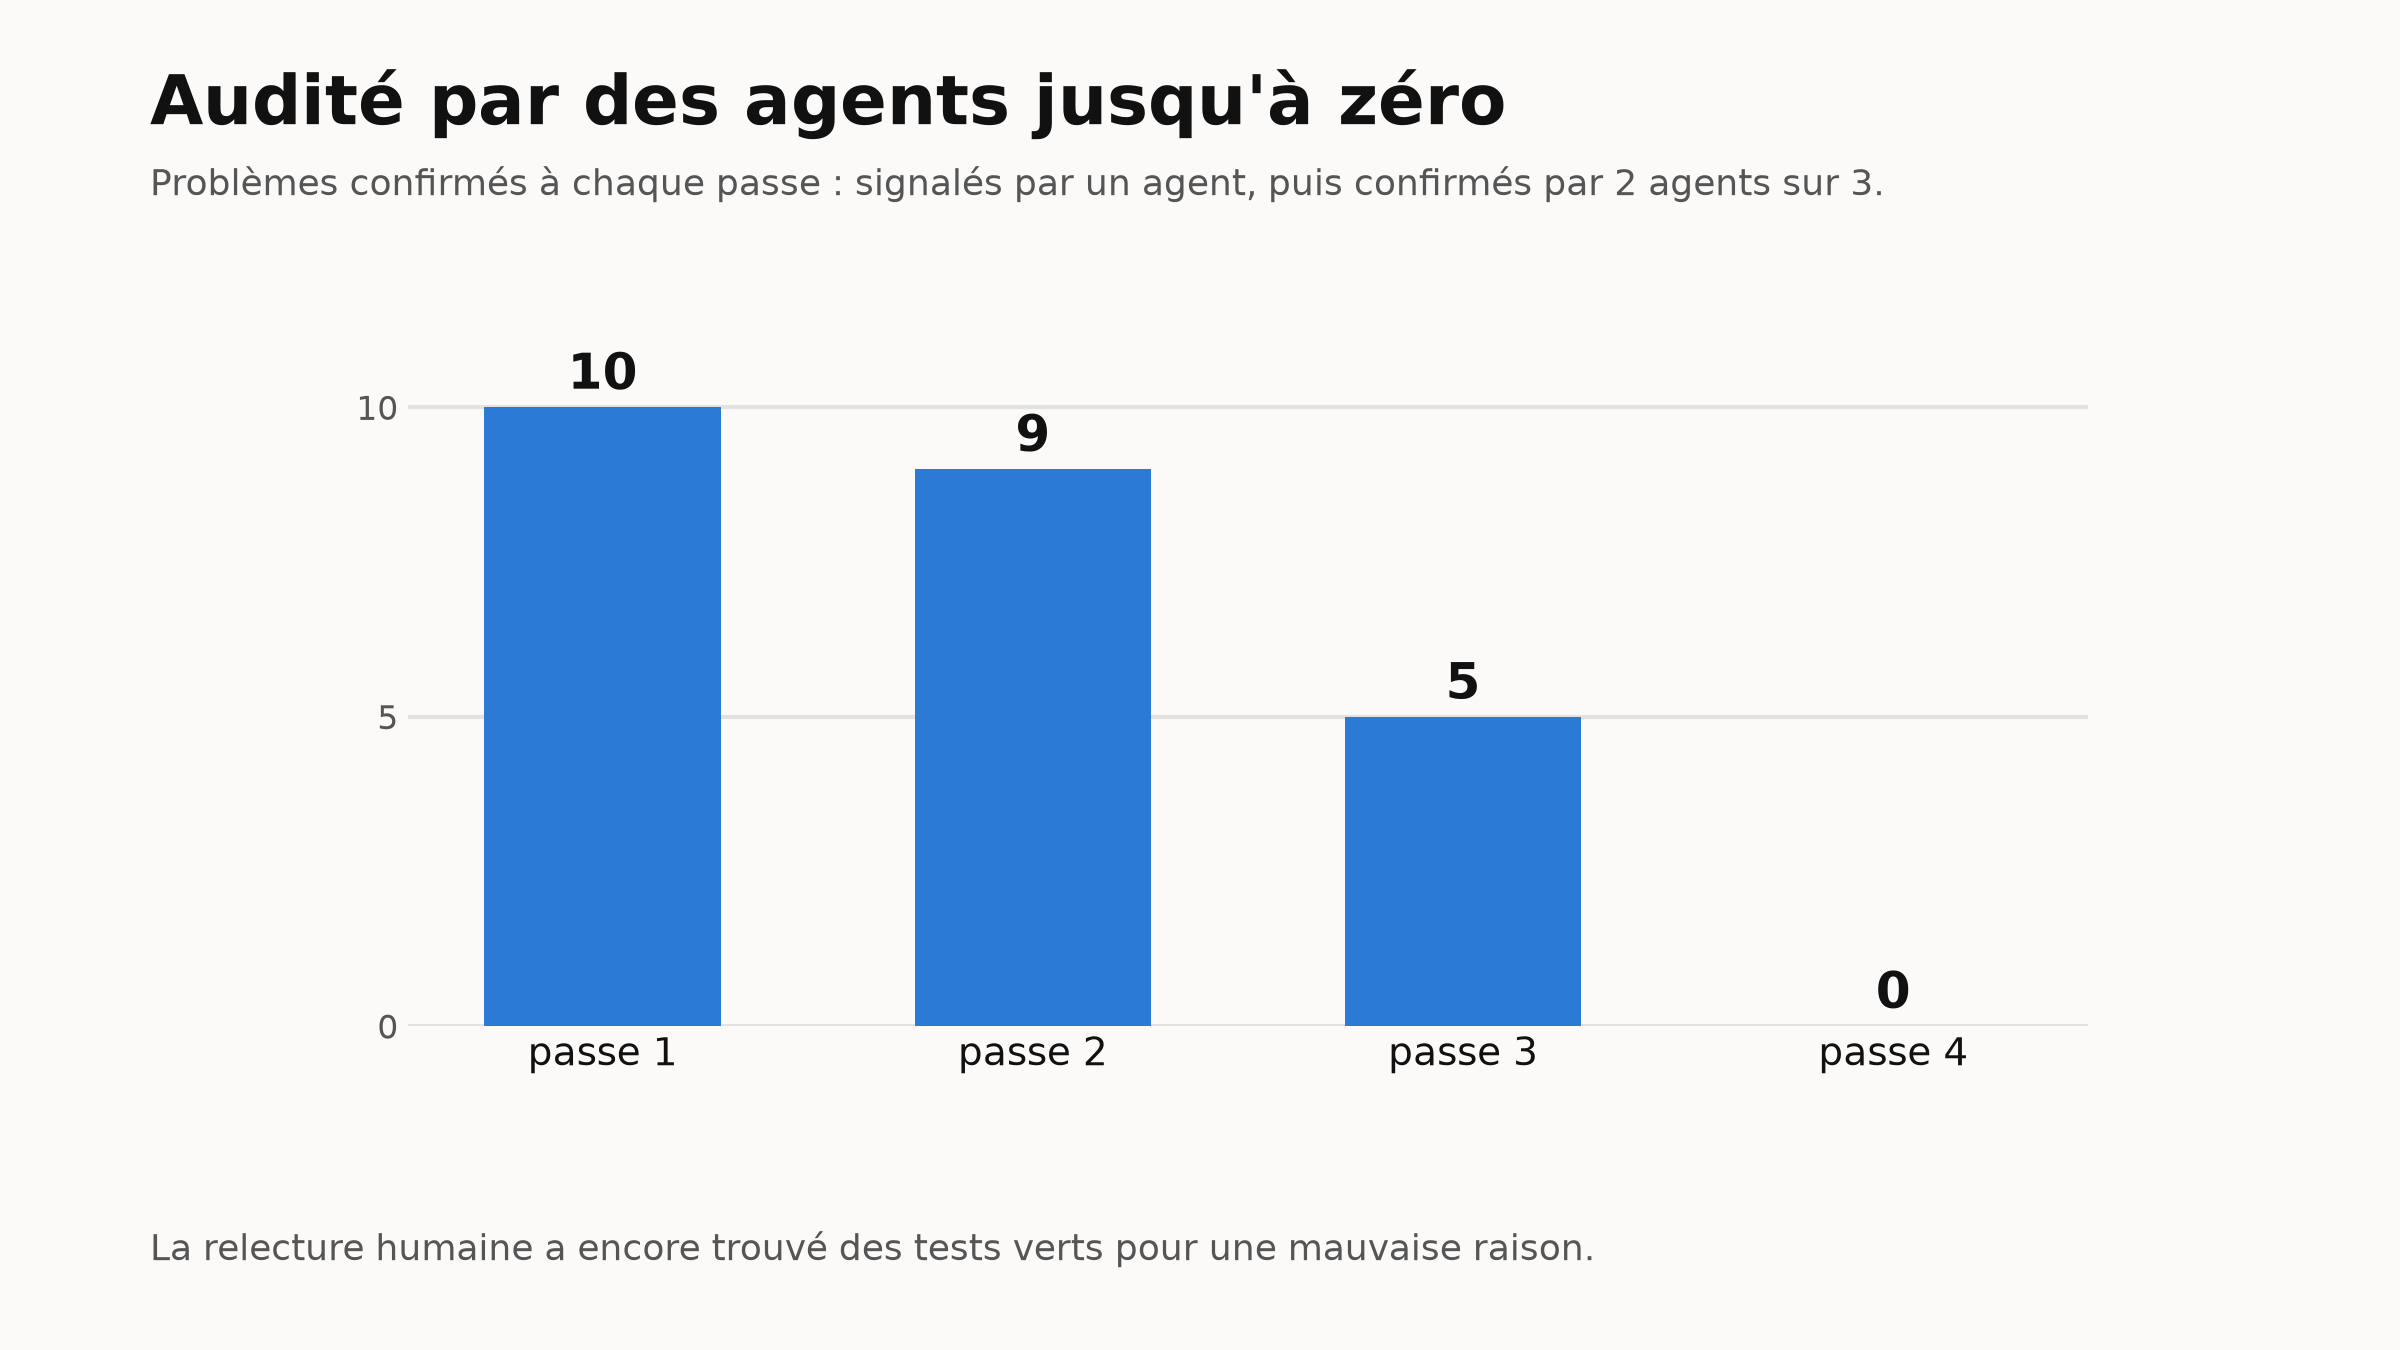 Audité par des agents jusqu'à zéro
Problèmes confirmés à chaque passe : signalés par un agent, puis confirmés par 2 agents sur 3.
10
9
5
0
10
5
0
passe 1
passe 2
passe 3
passe 4
La relecture humaine a encore trouvé des tests verts pour une mauvaise raison.